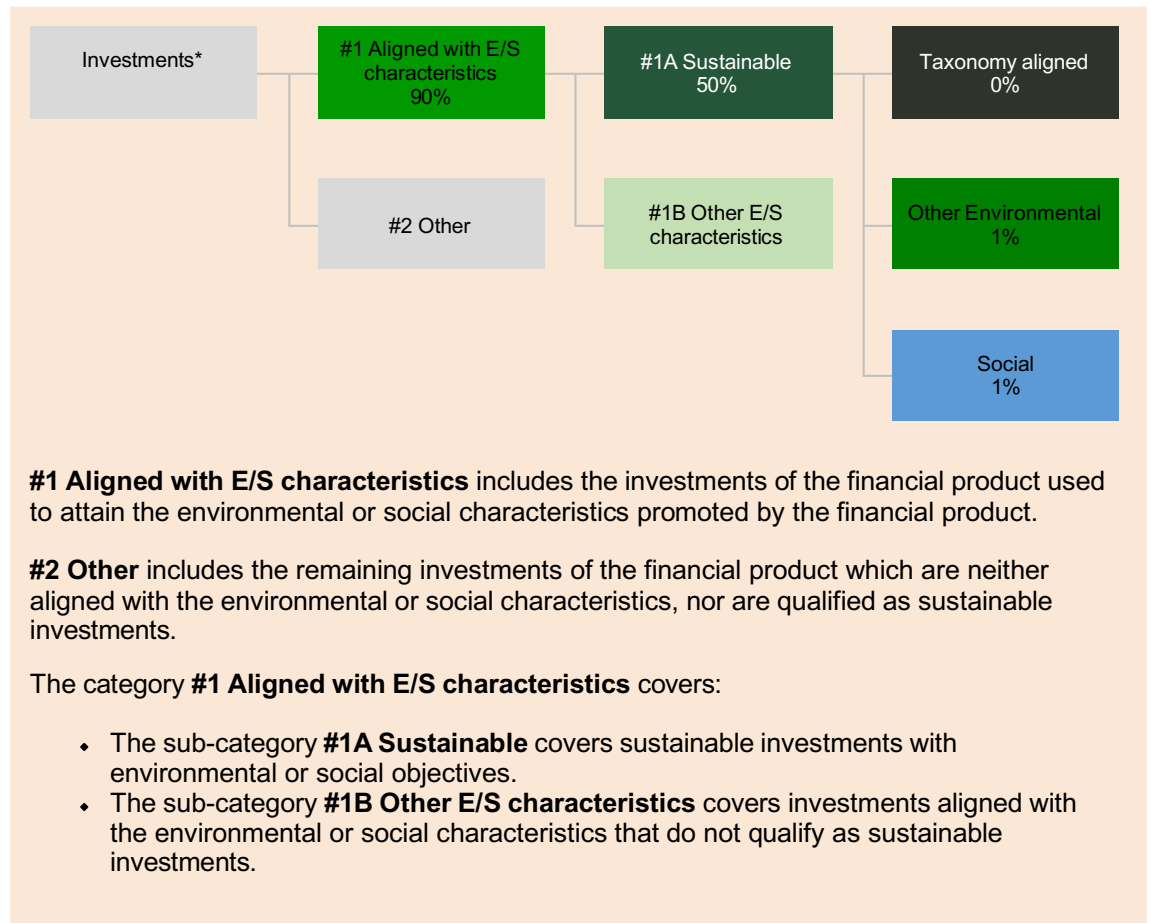 Investments*
#1 Aligned with E/S
characteristics
90%
#1A Sustainable
50%
Taxonomy aligned
0%
#2 Other
#1B Other E/S
characteristics
Other Environmental
1%
Social
1%
#1 Aligned with E/S characteristics includes the investments of the financial product used
to attain the environmental or social characteristics promoted by the financial product.
#2 Other includes the remaining investments of the financial product which are neither
aligned with the environmental or social characteristics, nor are qualified as sustainable
investments.
The category #1 Aligned with E/S characteristics covers:
• The sub-category #1A Sustainable covers sustainable investments with
environmental or social objectives.
• The sub-category #1B Other E/S characteristics covers investments aligned with
the environmental or social characteristics that do not qualify as sustainable
investments.